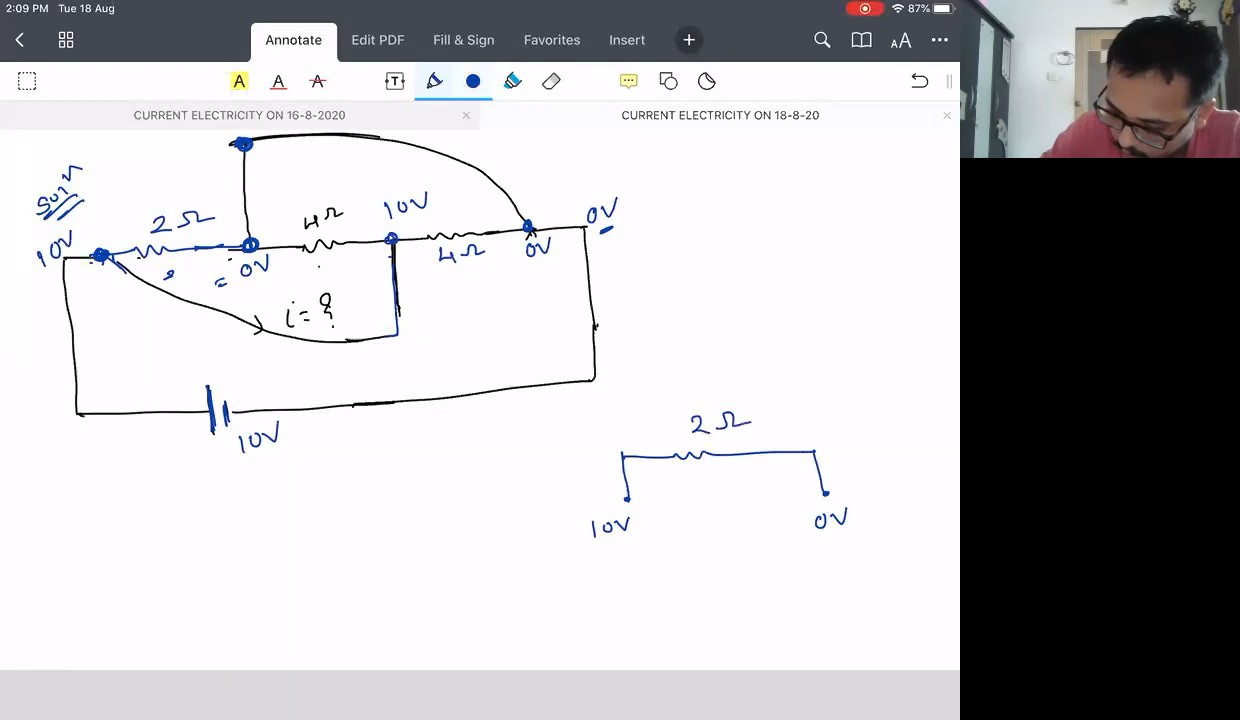 2:09 PM Tue 18 Aug
87%
Annotate
Edit PDF
Fill & Sign
Favorites
Insert
AA
A A A T
CURRENT ELECTRICITY ON 16-8-2020
CURRENT ELECTRICITY ON 18-8-20
Soln
10V
2Ω
4Ω
10V
0V
0V
4Ω
0V
i = ?
10V
2Ω
10V
0V